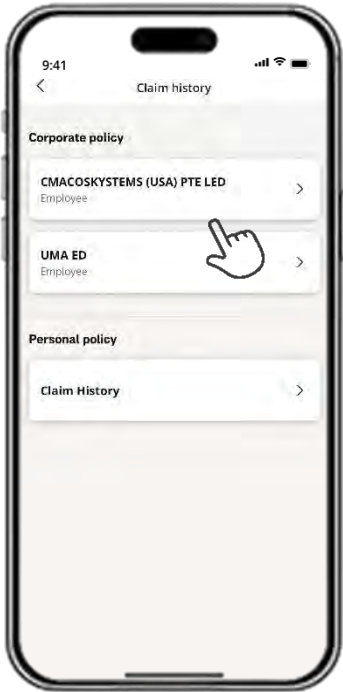 9:41
Claim history
Corporate policy
CMACOSKYSTEMS (USA) PTE LED
Employee
UMA ED
Employee
Personal policy
Claim History